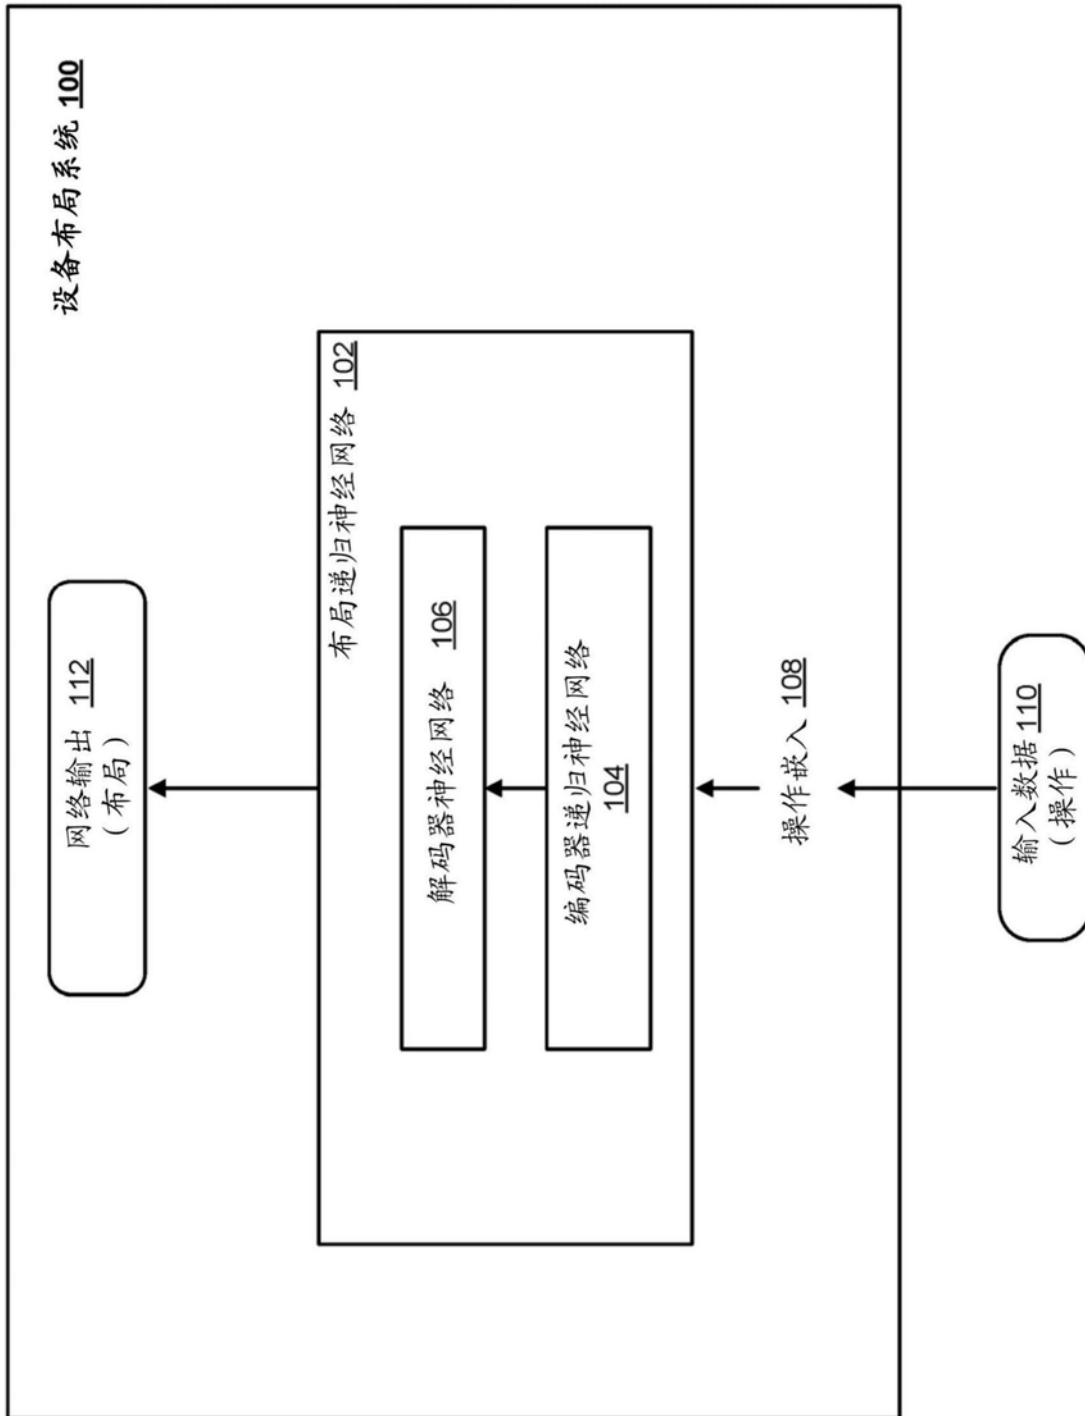 设备布局系统 100
网络输出 112
（布局）
布局递归神经网络 102
解码器神经网络 106
编码器递归神经网络
104
操作嵌入 108
输入数据 110
（操作）